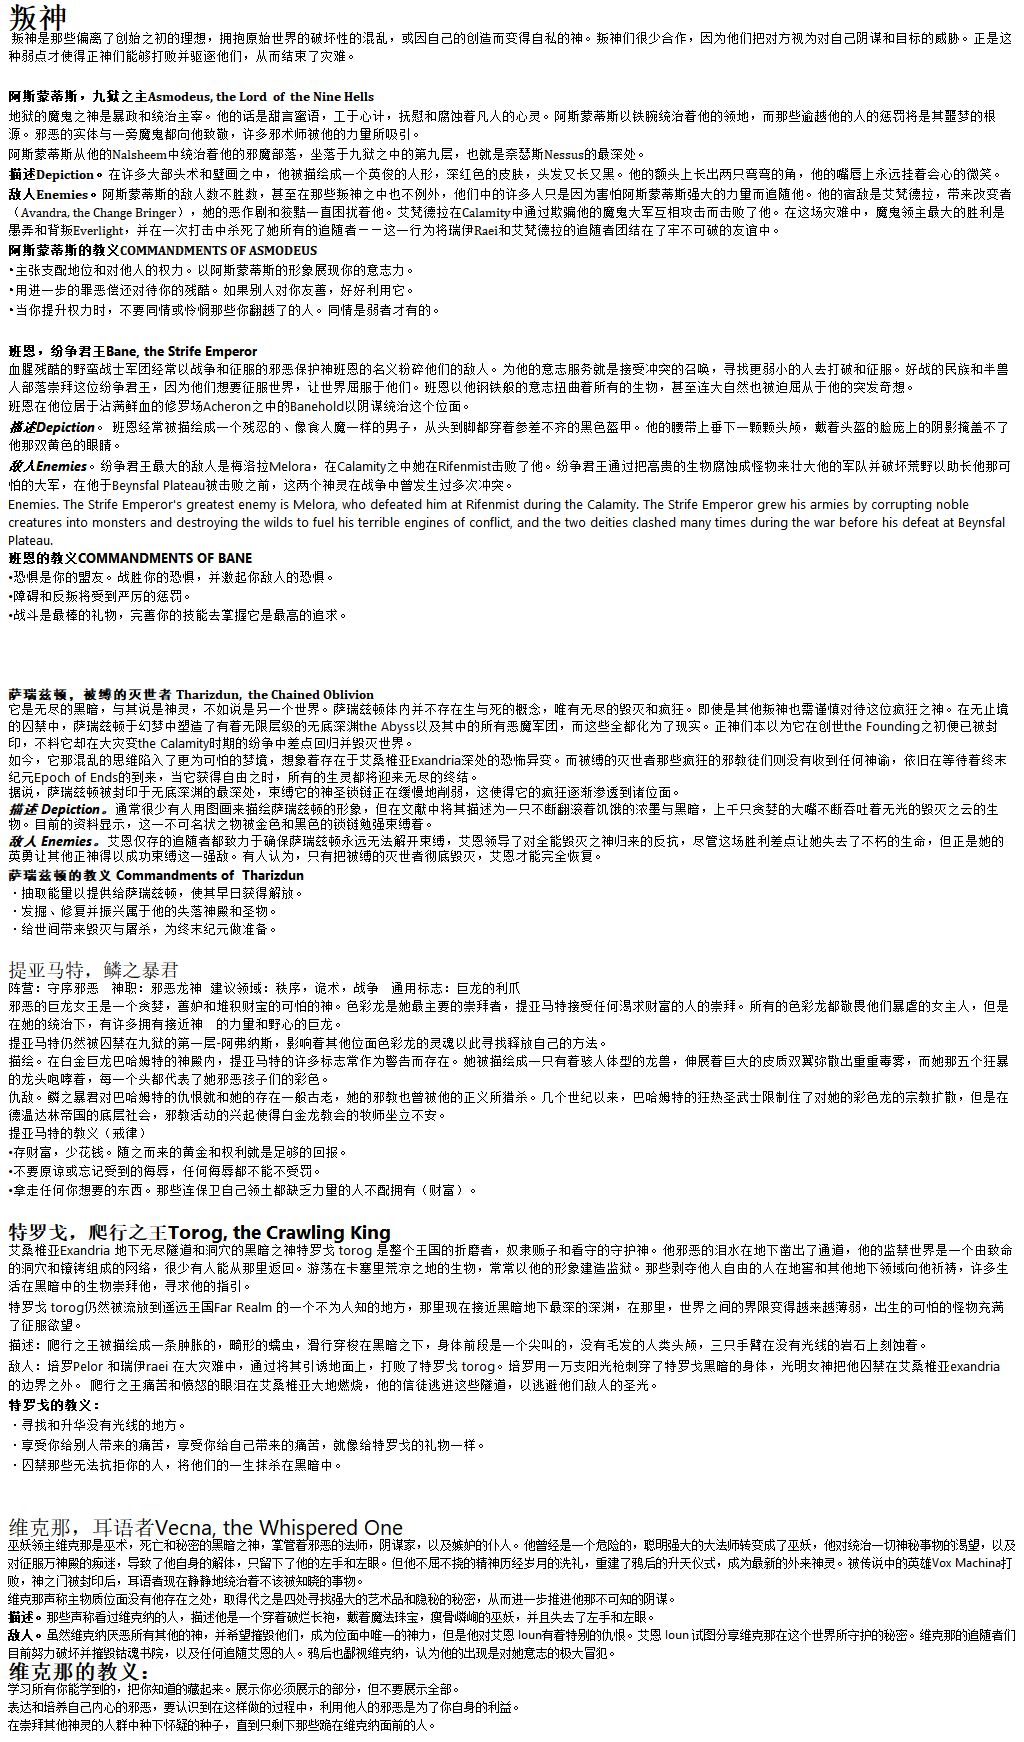 叛神
叛神是那些偏离了创始之初的理想，拥抱原始世界的破坏性的混乱，或因自己的创造而变得自私的神。叛神们很少合作，因为他们把对方视为对自己阴谋和目标的威胁。正是这
种弱点才使得正神们能够打败并驱逐他们，从而结束了灾难。
阿斯蒙蒂斯，九狱之主Asmodeus, the Lord of the Nine Hells
地狱的魔鬼之神是暴政和统治主宰。他的话是甜言蜜语，工于心计，抚慰和腐蚀着凡人的心灵。阿斯蒙蒂斯以铁腕统治着他的领地，而那些逾越他的人的惩罚将是其噩梦的根
源。邪恶的实体与一旁魔鬼都向他致敬，许多邪术师被他的力量所吸引。
阿斯蒙蒂斯从他的Nalsheem中统治着他的邪魔部落，坐落于九狱之中的第九层，也就是奈瑟斯Nessus的最深处。
描述Depiction。在许多大部头术和壁画之中，他被描绘成一个英俊的人形，深红色的皮肤，头发又长又黑。他的额头上长出两只弯弯的角，他的嘴唇上永远挂着会心的微笑。
敌人Enemies。阿斯蒙蒂斯的敌人数不胜数，甚至在那些叛神之中也不例外，他们中的许多人只是因为害怕阿斯蒙蒂斯强大的力量而追随他。他的宿敌是艾梵德拉，带来改变者
（Avandra, the Change Bringer），她的恶作剧和狡黠一直困扰着他。艾梵德拉在Calamity中通过欺骗他的魔鬼大军互相攻击而击败了他。在这场灾难中，魔鬼领主最大的胜利是
愚弄和背叛Everlight，并在一次打击中杀死了她所有的追随者－－这一行为将瑞伊Raei和艾梵德拉的追随者团结在了牢不可破的友谊中。
阿斯蒙蒂斯的教义COMMANDMENTS OF ASMODEUS
•主张支配地位和对他人的权力。以阿斯蒙蒂斯的形象展现你的意志力。
•用进一步的罪恶偿还对待你的残酷。如果别人对你友善，好好利用它。
•当你提升权力时，不要同情或怜悯那些你翻越了的人。同情是弱者才有的。
班恩，纷争君王Bane, the Strife Emperor
血腥残酷的野蛮战士军团经常以战争和征服的邪恶保护神班恩的名义粉碎他们的敌人。为他的意志服务就是接受冲突的召唤，寻找更弱小的人去打破和征服。好战的民族和半兽
人部落崇拜这位纷争君王，因为他们想要征服世界，让世界屈服于他们。班恩以他钢铁般的意志扭曲着所有的生物，甚至连大自然也被迫屈从于他的突发奇想。
班恩在他位居于沾满鲜血的修罗场Acheron之中的Banehold以阴谋统治这个位面。
描述Depiction。 班恩经常被描绘成一个残忍的、像食人魔一样的男子，从头到脚都穿着参差不齐的黑色盔甲。他的腰带上垂下一颗颗头颅，戴着头盔的脸庞上的阴影掩盖不了
他那双黄色的眼睛。
敌人Enemies。纷争君王最大的敌人是梅洛拉Melora，在Calamity之中她在Rifenmist击败了他。纷争君王通过把高贵的生物腐蚀成怪物来壮大他的军队并破坏荒野以助长他那可
怕的大军，在他于Beynsfal Plateau被击败之前，这两个神灵在战争中曾发生过多次冲突。
Enemies. The Strife Emperor's greatest enemy is Melora, who defeated him at Rifenmist during the Calamity. The Strife Emperor grew his armies by corrupting noble
creatures into monsters and destroying the wilds to fuel his terrible engines of conflict, and the two deities clashed many times during the war before his defeat at Beynsfal
Plateau.
班恩的教义COMMANDMENTS OF BANE
•恐惧是你的盟友。战胜你的恐惧，并激起你敌人的恐惧。
•障碍和反叛将受到严厉的惩罚。
•战斗是最棒的礼物，完善你的技能去掌握它是最高的追求。
萨瑞兹顿，被缚的灭世者 Tharizdun, the Chained Oblivion
它是无尽的黑暗，与其说是神灵，不如说是另一个世界。萨瑞兹顿体内并不存在生与死的概念，唯有无尽的毁灭和疯狂。即使是其他叛神也需谨慎对待这位疯狂之神。在无止境
的囚禁中，萨瑞兹顿于幻梦中塑造了有着无限层级的无底深渊the Abyss以及其中的所有恶魔军团，而这些全都化为了现实。正神们本以为它在创世the Founding之初便已被封
印，不料它却在大灾变the Calamity时期的纷争中差点回归并毁灭世界。
如今，它那混乱的思维陷入了更为可怕的梦境，想象着存在于艾桑椎亚Exandria深处的恐怖异变。而被缚的灭世者那些疯狂的邪教徒们则没有收到任何神谕，依旧在等待着终末
纪元Epoch of Ends的到来，当它获得自由之时，所有的生灵都将迎来无尽的终结。
据说，萨瑞兹顿被封印于无底深渊的最深处，束缚它的神圣锁链正在缓慢地削弱，这使得它的疯狂逐渐渗透到诸位面。
描述 Depiction。通常很少有人用图画来描绘萨瑞兹顿的形象，但在文献中将其描述为一只不断翻滚着饥饿的浓墨与黑暗，上千只贪婪的大嘴不断吞吐着无光的毁灭之云的生
物。目前的资料显示，这一不可名状之物被金色和黑色的锁链勉强束缚着。
敌人 Enemies。艾恩仅存的追随者都致力于确保萨瑞兹顿永远无法解开束缚，艾恩领导了对全能毁灭之神归来的反抗，尽管这场胜利差点让她失去了不朽的生命，但正是她的
英勇让其他正神得以成功束缚这一强敌。有人认为，只有把被缚的灭世者彻底毁灭，艾恩才能完全恢复。
萨瑞兹顿的教义 Commandments of Tharizdun
· 抽取能量以提供给萨瑞兹顿，使其早日获得解放。
· 发掘、修复并振兴属于他的失落神殿和圣物。
· 给世间带来毁灭与屠杀，为终末纪元做准备。
提亚马特，鳞之暴君
阵营：守序邪恶 神职：邪恶龙神 建议领域：秩序，诡术，战争 通用标志：巨龙的利爪
邪恶的巨龙女王是一个贪婪，善妒和堆积财宝的可怕的神。色彩龙是她最主要的崇拜者，提亚马特接受任何渴求财富的人的崇拜。所有的色彩龙都敬畏他们暴虐的女主人，但是
在她的统治下，有许多拥有接近神 的力量和野心的巨龙。
提亚马特仍然被囚禁在九狱的第一层-阿弗纳斯，影响着其他位面色彩龙的灵魂以此寻找释放自己的方法。
描绘。在白金巨龙巴哈姆特的神殿内，提亚马特的许多标志常作为警告而存在。她被描绘成一只有着骇人体型的龙兽，伸展着巨大的皮质双翼弥散出重重毒雾，而她那五个狂暴
的龙头咆哮着，每一个头都代表了她邪恶孩子们的彩色。
仇敌。鳞之暴君对巴哈姆特的仇恨就和她的存在一般古老，她的邪教也曾被他的正义所猎杀。几个世纪以来，巴哈姆特的狂热圣武士限制住了对她的彩色龙的宗教扩散，但是在
德温达林帝国的底层社会，邪教活动的兴起使得白金龙教会的牧师坐立不安。
提亚马特的教义（戒律）
•存财富，少花钱。随之而来的黄金和权利就是足够的回报。
•不要原谅或忘记受到的侮辱，任何侮辱都不能不受罚。
•拿走任何你想要的东西。那些连保卫自己领土都缺乏力量的人不配拥有（财富）。
特罗戈，爬行之王Torog, the Crawling King
艾桑椎亚Exandria 地下无尽隧道和洞穴的黑暗之神特罗戈 torog 是整个王国的折磨者，奴隶贩子和看守的守护神。他邪恶的泪水在地下凿出了通道，他的监禁世界是一个由致命
的洞穴和镣铐组成的网络，很少有人能从那里返回。游荡在卡塞里荒凉之地的生物，常常以他的形象建造监狱。那些剥夺他人自由的人在地窖和其他地下领域向他祈祷，许多生
活在黑暗中的生物崇拜他，寻求他的指引。
特罗戈 torog仍然被流放到遥远王国Far Realm 的一个不为人知的地方，那里现在接近黑暗地下最深的深渊，在那里，世界之间的界限变得越来越薄弱，出生的可怕的怪物充满
了征服欲望。
描述：爬行之王被描绘成一条肿胀的，畸形的蠕虫，滑行穿梭在黑暗之下，身体前段是一个尖叫的，没有毛发的人类头颅，三只手臂在没有光线的岩石上刻蚀着。
敌人：培罗Pelor 和瑞伊raei 在大灾难中，通过将其引诱地面上，打败了特罗戈 torog。培罗用一万支阳光枪刺穿了特罗戈黑暗的身体，光明女神把他囚禁在艾桑椎亚exandria
的边界之外。 爬行之王痛苦和愤怒的眼泪在艾桑椎亚大地燃烧，他的信徒逃进这些隧道，以逃避他们敌人的圣光。
特罗戈的教义：
· 寻找和升华没有光线的地方。
· 享受你给别人带来的痛苦，享受你给自己带来的痛苦，就像给特罗戈的礼物一样。
· 囚禁那些无法抗拒你的人，将他们的一生抹杀在黑暗中。
维克那，耳语者Vecna, the Whispered One
巫妖领主维克那是巫术，死亡和秘密的黑暗之神，掌管着邪恶的法师，阴谋家，以及嫉妒的仆人。他曾经是一个危险的，聪明强大的大法师转变成了巫妖，他对统治一切神秘事物的渴望，以及
对征服万神殿的痴迷，导致了他自身的解体，只留下了他的左手和左眼。但他不屈不挠的精神历经岁月的洗礼，重建了鸦后的升天仪式，成为最新的外来神灵。被传说中的英雄Vox Machina打
败，神之门被封印后，耳语者现在静静地统治着不该被知晓的事物。
维克那声称主物质位面没有他存在之处，取得代之是四处寻找强大的艺术品和隐秘的秘密，从而进一步推进他那不可知的阴谋。
描述。那些声称看过维克纳的人，描述他是一个穿着破烂长袍，戴着魔法珠宝，瘦骨嶙峋的巫妖，并且失去了左手和左眼。
敌人。虽然维克纳厌恶所有其他的神，并希望摧毁他们，成为位面中唯一的神力，但是他对艾恩 Ioun有着特别的仇恨。艾恩 Ioun 试图分享维克那在这个世界所守护的秘密。维克那的追随者们
目前努力破坏并摧毁钴魂书院，以及任何追随艾恩的人。鸦后也鄙视维克纳，认为他的出现是对她意志的极大冒犯。
维克那的教义：
学习所有你能学到的，把你知道的藏起来。展示你必须展示的部分，但不要展示全部。
表达和培养自己内心的邪恶，要认识到在这样做的过程中，利用他人的邪恶是为了你自身的利益。
在崇拜其他神灵的人群中种下怀疑的种子，直到只剩下那些跪在维克纳面前的人。